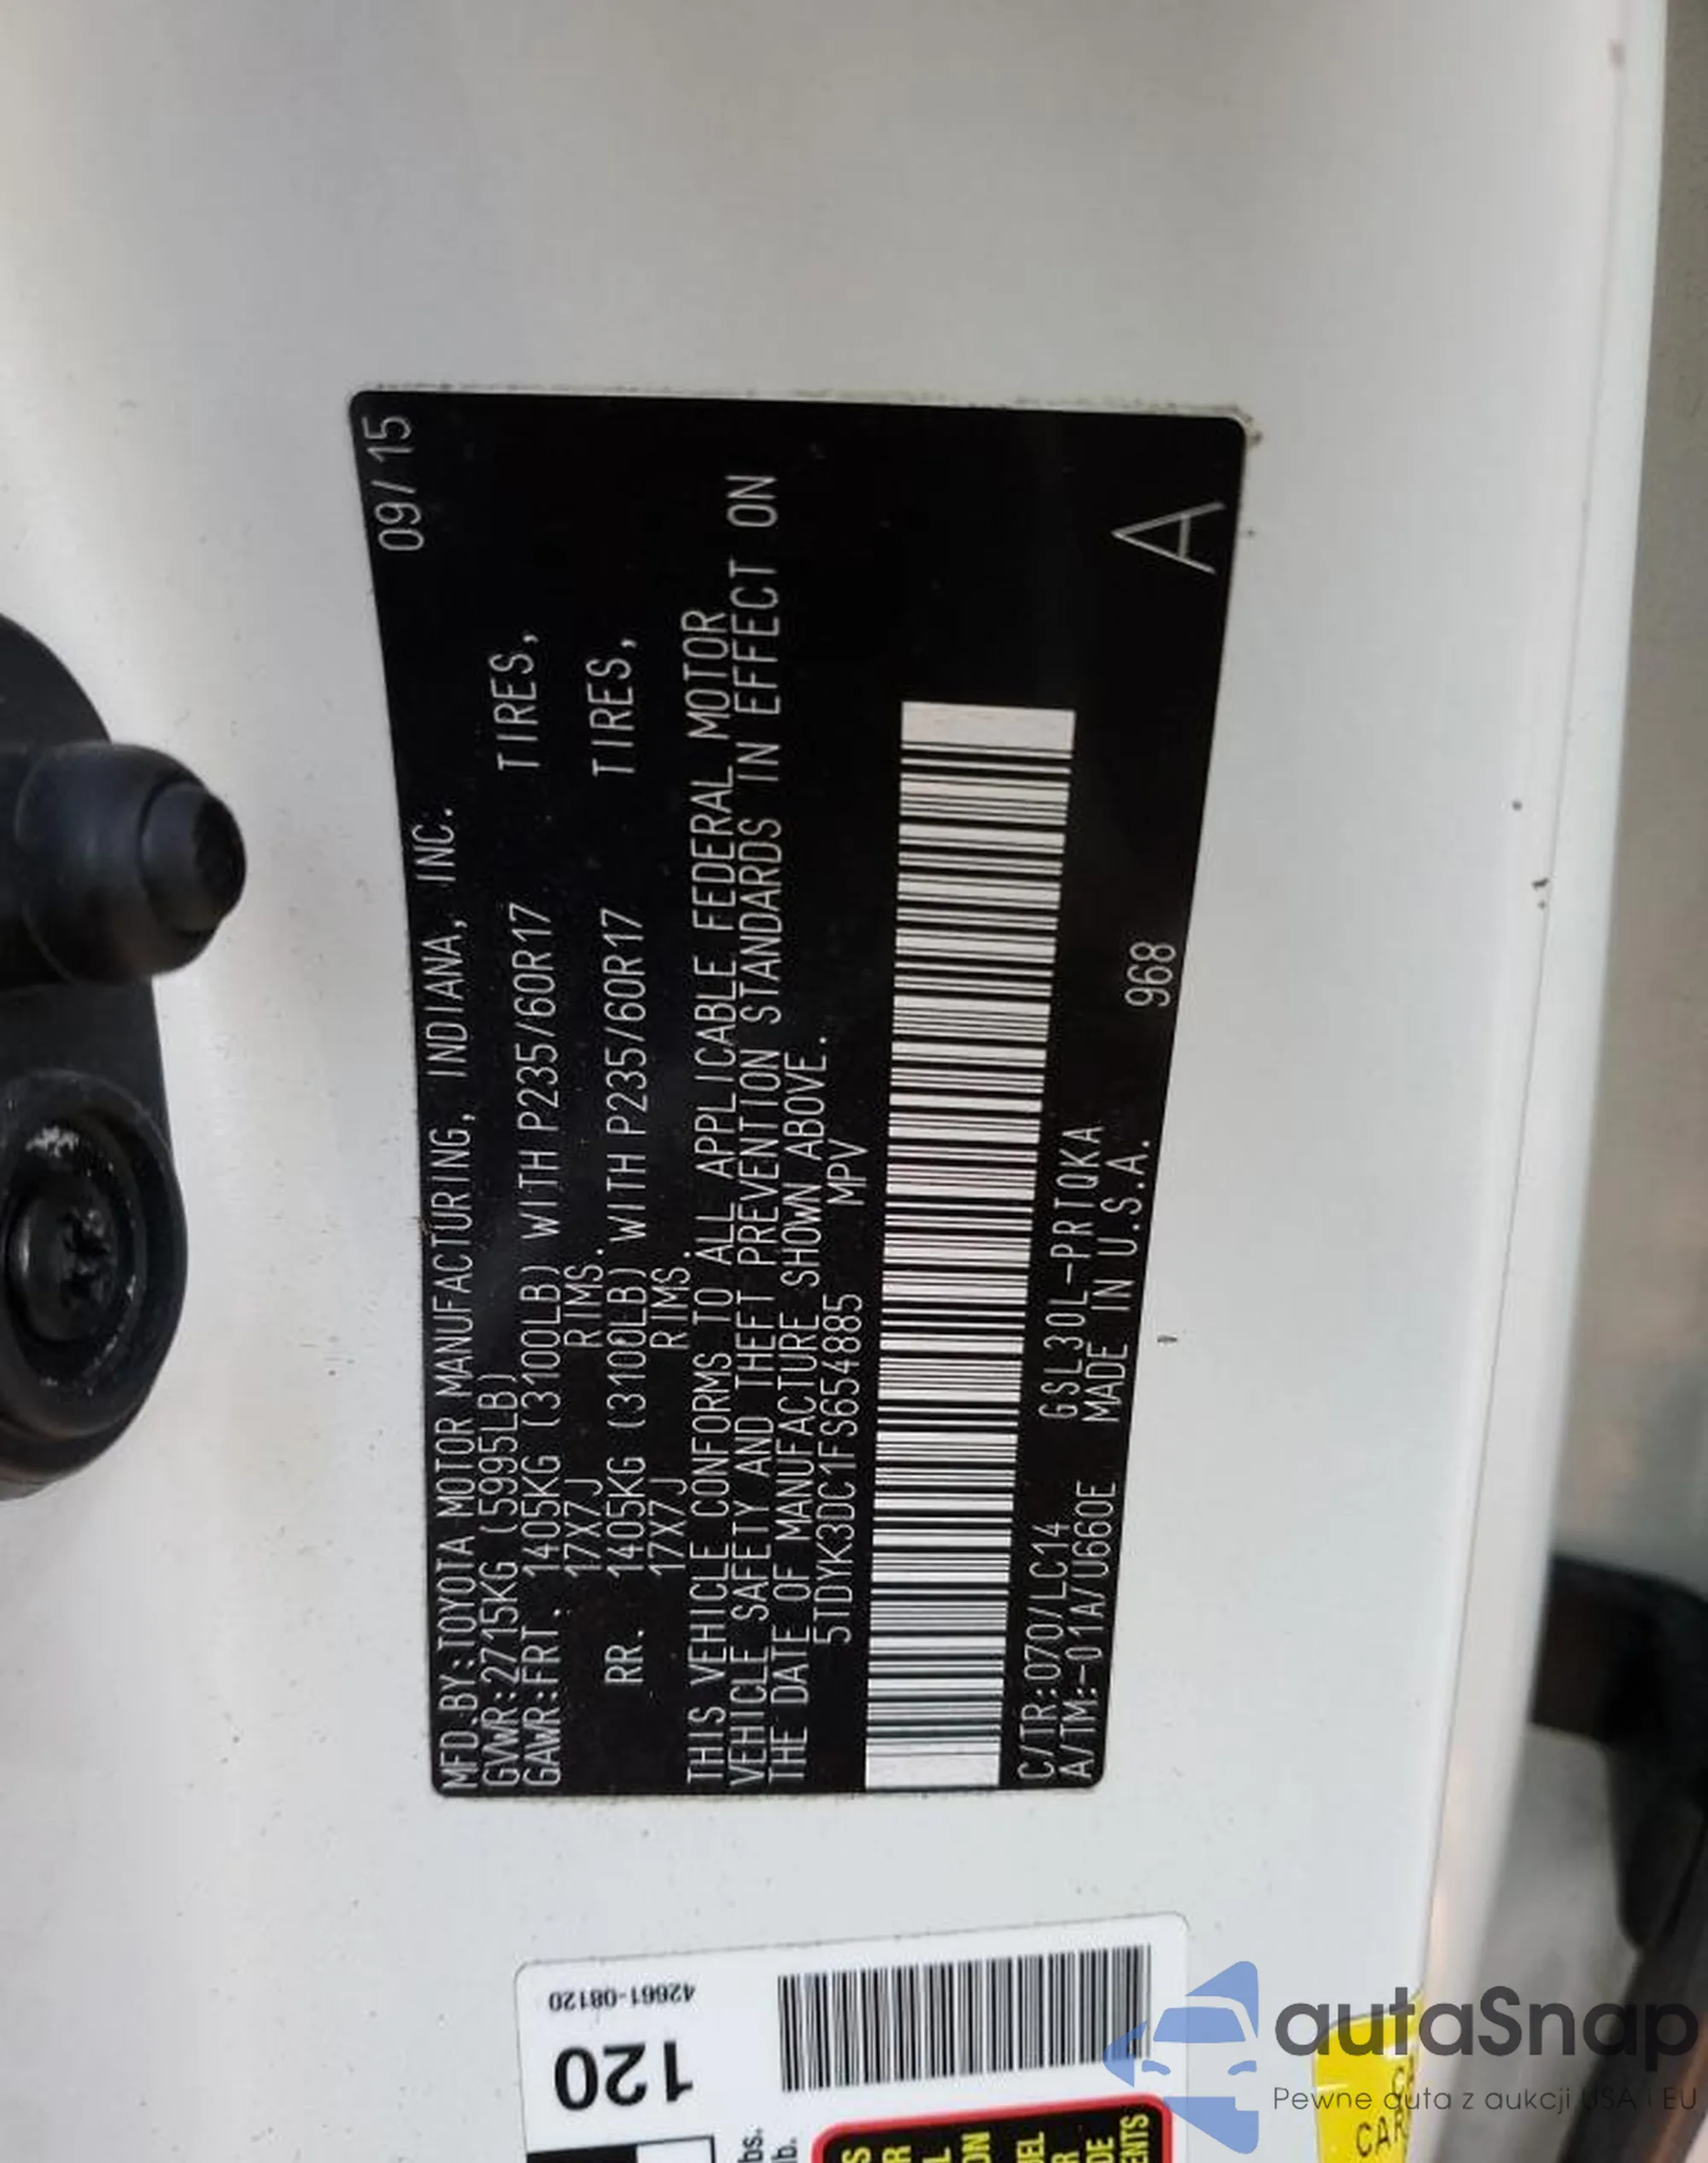 09/15
MFD.BY:TOYOTA MOTOR MANUFACTURING, INDIANA, INC.
GVWR:2715KG (5995LB)
GAWR:FRT. 1405KG (3100LB) WITH P235/60R17 TIRES,
17X7J RIMS.
RR. 1405KG (3100LB) WITH P235/60R17 TIRES,
17X7J RIMS.
THIS VEHICLE CONFORMS TO ALL APPLICABLE FEDERAL MOTOR
VEHICLE SAFETY AND THEFT PREVENTION STANDARDS IN EFFECT ON
THE DATE OF MANUFACTURE SHOWN ABOVE.
5TDYK3DC1FS654885 MPV
C/TR:070/LC14 GSL30L-PRTQKA
A/TM:-01A/U660E MADE IN U.S.A. 968
A
42661-08120
120
autaSnap
Pewne auta z aukcji USA i EU